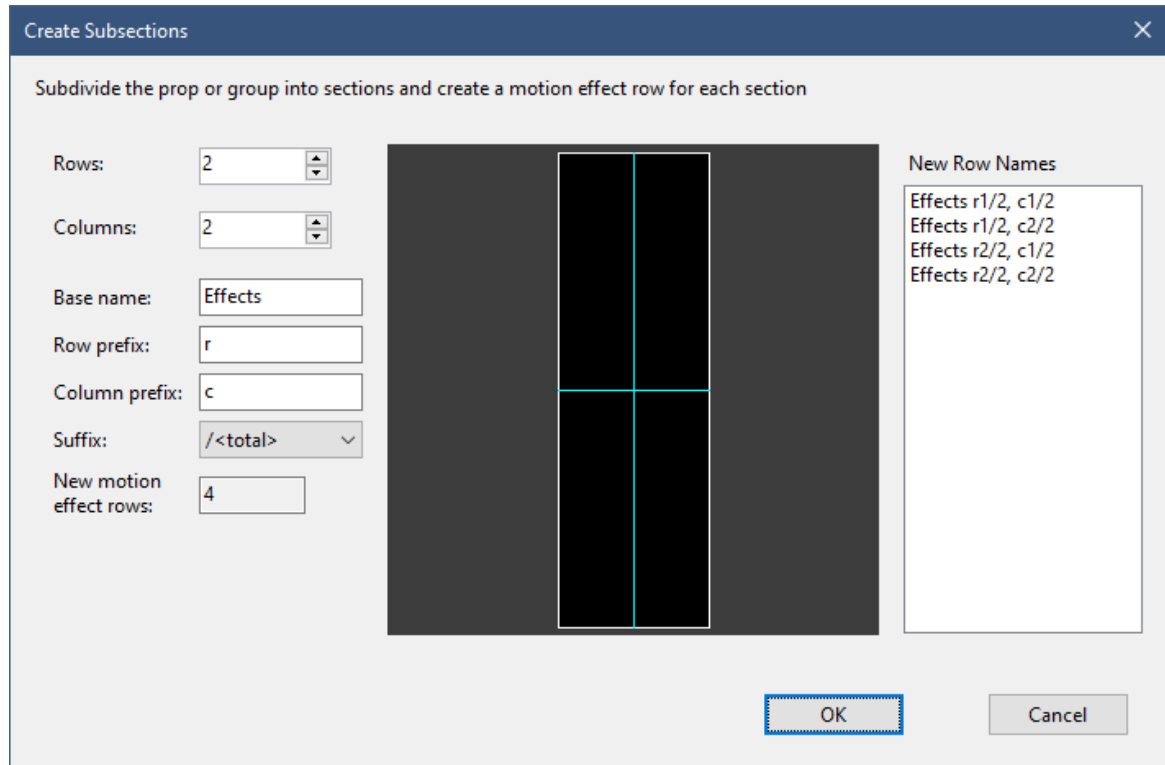 Create Subsections
Subdivide the prop or group into sections and create a motion effect row for each section
Rows:
2
Columns:
2
Base name:
Effects
Row prefix:
r
Column prefix:
c
Suffix:
/<total>
New motion
effect rows:
4
New Row Names
Effects r1/2, c1/2
Effects r1/2, c2/2
Effects r2/2, c1/2
Effects r2/2, c2/2
OK
Cancel